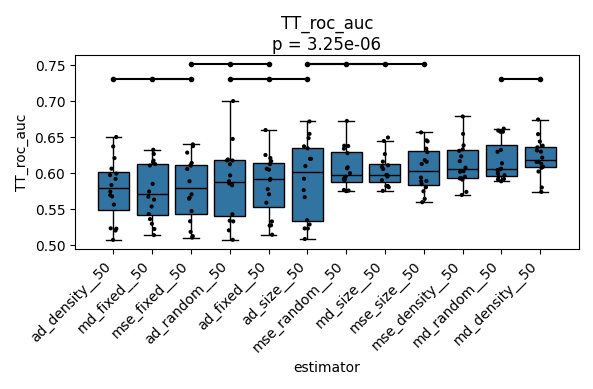 TT_roc_auc
p = 3.25e-06
TT_roc_auc
0.75
0.70
0.65
0.60
0.55
0.50
ad_density__50
md_fixed__50
mse_fixed__50
ad_random__50
ad_fixed__50
ad_size__50
mse_random__50
md_size__50
mse_size__50
mse_density__50
md_random__50
md_density__50
estimator